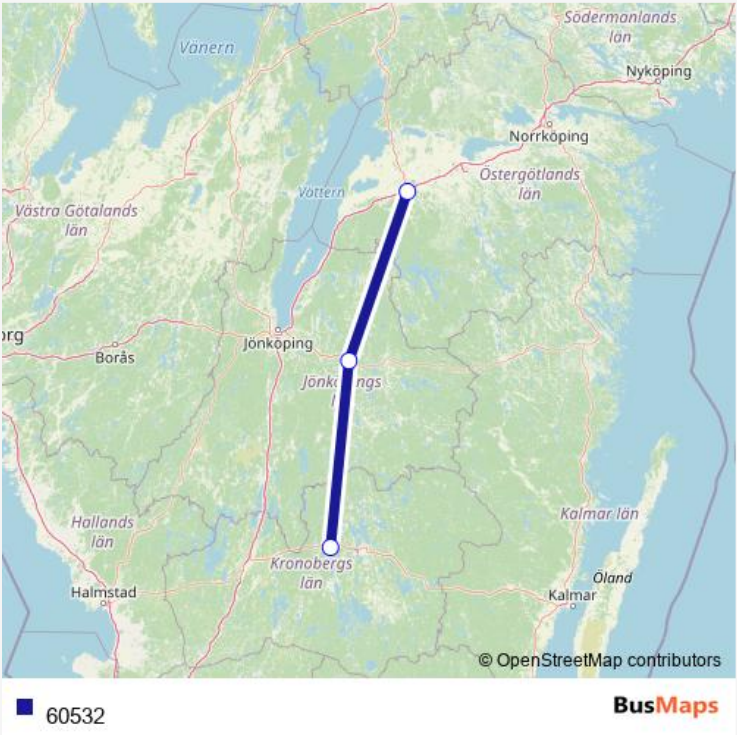 Södermanlands
län
Vänern
Nyköping
Norrköping
Östergötlands
län
Vättern
Västra Götalands
län
org
Jönköping
Borås
Hallands
län
Kalmar län
Kronobergs
län
Öland
Halmstad
Kalmar
© OpenStreetMap contributors
60532
BusMaps